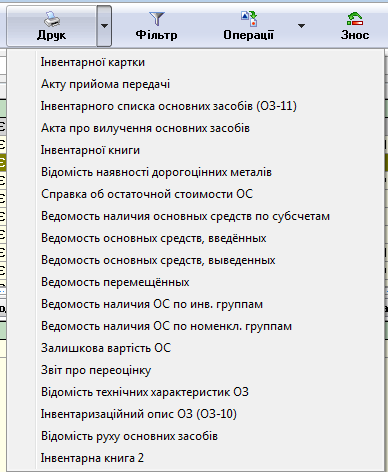 Друк Фільтр Операції Знос
Інвентарної картки
Акту прийома передачі
Інвентарного списка основних засобів (ОЗ-11)
Акта про вилучення основних засобів
Інвентарної книги
Відомість наявності дорогоцінних металів
Справка об остаточной стоимости ОС
Ведомость наличия основных средств по субсчетам
Ведомость основных средств, введённых
Ведомость основных средств, выведенных
Ведомость перемещённых
Ведомость наличия ОС по инв. группам
Ведомость наличия ОС по номенкл. группам
Залишкова вартість ОС
Звіт про переоцінку
Відомість технічних характеристик ОЗ
Інвентаризаційний опис ОЗ (ОЗ-10)
Відомість руху основних засобів
Інвентарна книга 2